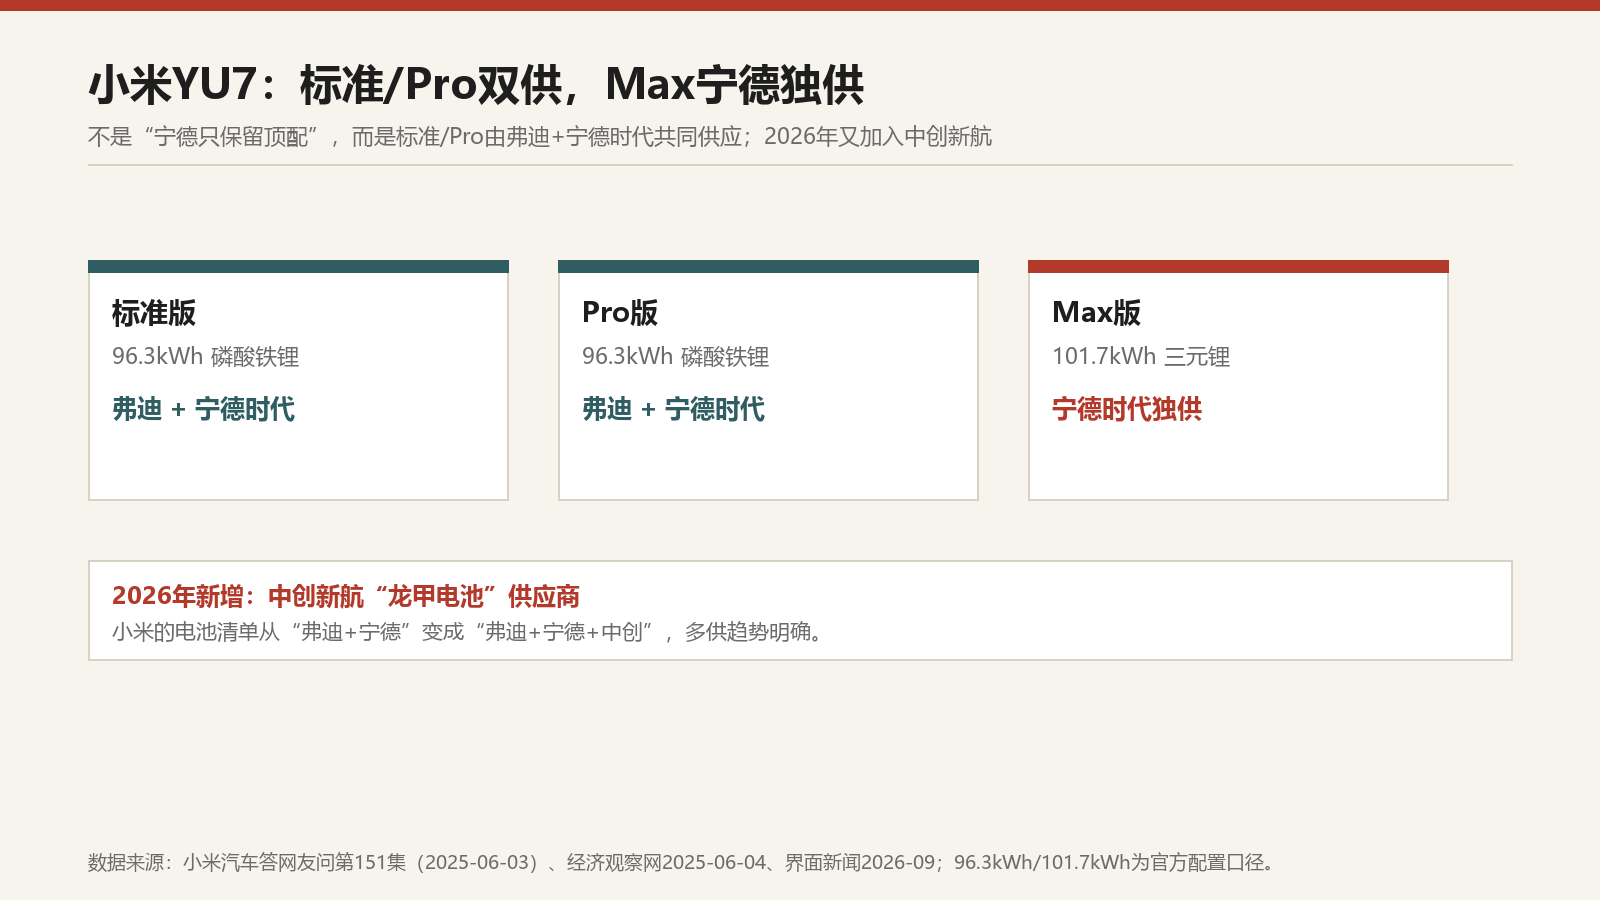 小米YU7：标准/Pro双供，Max宁德独供
不是“宁德只保留顶配”，而是标准/Pro由弗迪+宁德时代共同供应；2026年又加入中创新航
标准版
96.3kWh 磷酸铁锂
弗迪 + 宁德时代
Pro版
96.3kWh 磷酸铁锂
弗迪 + 宁德时代
Max版
101.7kWh 三元锂
宁德时代独供
2026年新增：中创新航“龙甲电池”供应商
小米的电池清单从“弗迪+宁德”变成“弗迪+宁德+中创”，多供趋势明确。
数据来源：小米汽车答网友问第151集（2025-06-03）、经济观察网2025-06-04、界面新闻2026-09；96.3kWh/101.7kWh为官方配置口径。